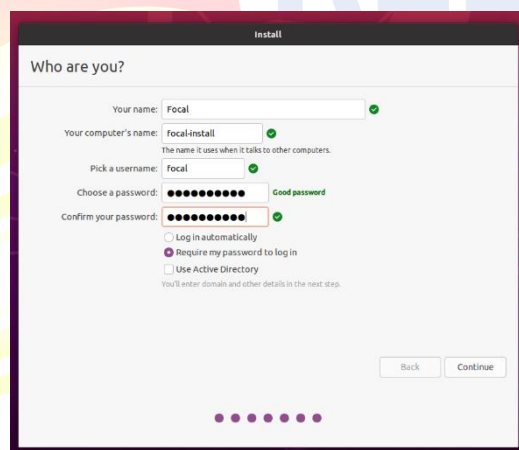 Install
Who are you?
Your name: Focal
Your computer's name: focal-install
The name it uses when it talks to other computers.
Pick a username: focal
Choose a password: ●●●●●●●●●● Good password
Confirm your password: ●●●●●●●●●●
Log in automatically
Require my password to log in
Use Active Directory
You'll enter domain and other details in the next step.
Back Continue